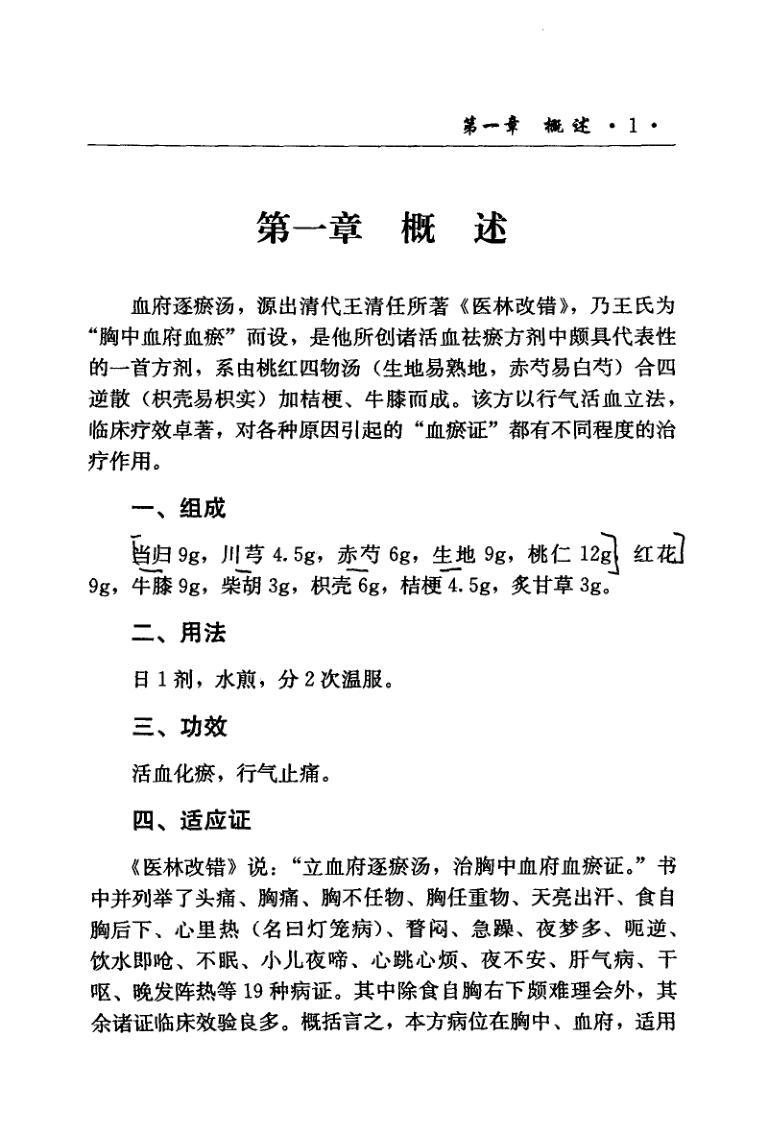 第一章 概述 · 1 ·
第一章 概 述
血府逐瘀汤，源出清代王清任所著《医林改错》，乃王氏为
“胸中血府血瘀”而设，是他所创诸活血祛瘀方剂中颇具代表性
的一首方剂，系由桃红四物汤（生地易熟地，赤芍易白芍）合四
逆散（枳壳易枳实）加桔梗、牛膝而成。该方以行气活血立法，
临床疗效卓著，对各种原因引起的“血瘀证”都有不同程度的治
疗作用。
一、组成
当归 9g，川芎 4.5g，赤芍 6g，生地 9g，桃仁 12g，红花
9g，牛膝 9g，柴胡 3g，枳壳 6g，桔梗 4.5g，炙甘草 3g。
二、用法
日 1 剂，水煎，分 2 次温服。
三、功效
活血化瘀，行气止痛。
四、适应证
《医林改错》说：“立血府逐瘀汤，治胸中血府血瘀证。”书
中并列举了头痛、胸痛、胸不任物、胸任重物、天亮出汗、食自
胸后下、心里热（名曰灯笼病）、瞀闷、急躁、夜梦多、呃逆、
饮水即呛、不眠、小儿夜啼、心跳心烦、夜不安、肝气病、干
呕、晚发阵热等 19 种病证。其中除食自胸右下颇难理会外，其
余诸证临床效验良多。概括言之，本方病位在胸中、血府，适用